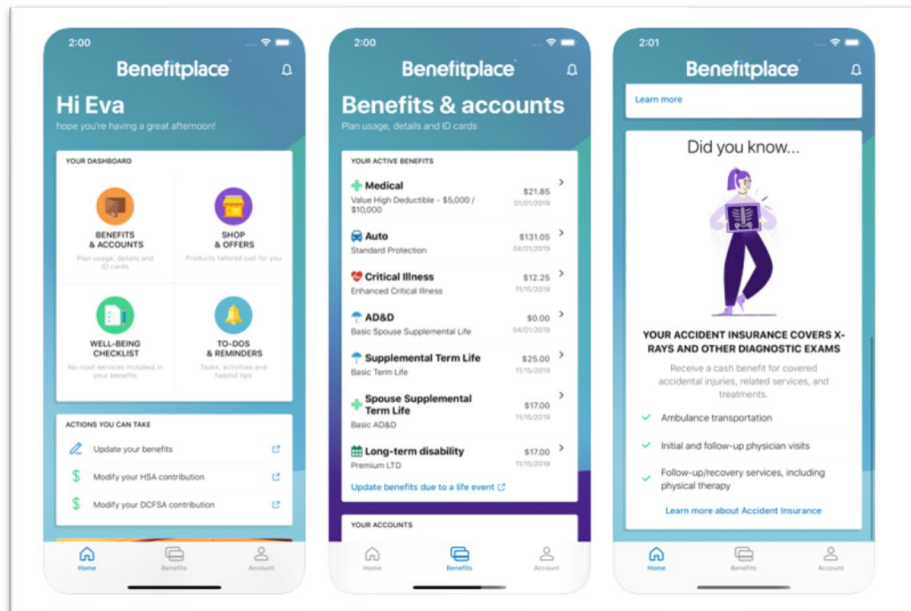 2:00
Benefitplace
Hi Eva
hope you're having a great afternoon!
YOUR DASHBOARD
BENEFITS
& ACCOUNTS
Plan usage, details and
ID cards
SHOP
& OFFERS
Products tailored just for you
WELL-BEING
CHECKLIST
No-cost services included in
your benefits
TO-DOS
& REMINDERS
Tasks, activities and
helpful tips
ACTIONS YOU CAN TAKE
Update your benefits
Modify your HSA contribution
Modify your DCFSA contribution
Home
Benefits
Account
2:00
Benefitplace
Benefits & accounts
Plan usage, details and ID cards
YOUR ACTIVE BENEFITS
Medical
Value High Deductible - $5,000 /
$10,000
$21.85
01/01/2019
Auto
Standard Protection
$131.05
04/01/2019
Critical Illness
Enhanced Critical Illness
$12.25
11/15/2019
AD&D
Basic Spouse Supplemental Life
$0.00
04/01/2019
Supplemental Term Life
Basic Term Life
$25.00
11/15/2019
Spouse Supplemental
Term Life
Basic AD&D
$17.00
11/15/2019
Long-term disability
Premium LTD
$17.00
11/15/2019
Update benefits due to a life event
YOUR ACCOUNTS
Home
Benefits
Account
2:01
Benefitplace
Learn more
Did you know...
YOUR ACCIDENT INSURANCE COVERS X-
RAYS AND OTHER DIAGNOSTIC EXAMS
Receive a cash benefit for covered
accidental injuries, related services, and
treatments.
Ambulance transportation
Initial and follow-up physician visits
Follow-up/recovery services, including
physical therapy
Learn more about Accident Insurance
Home
Benefits
Account